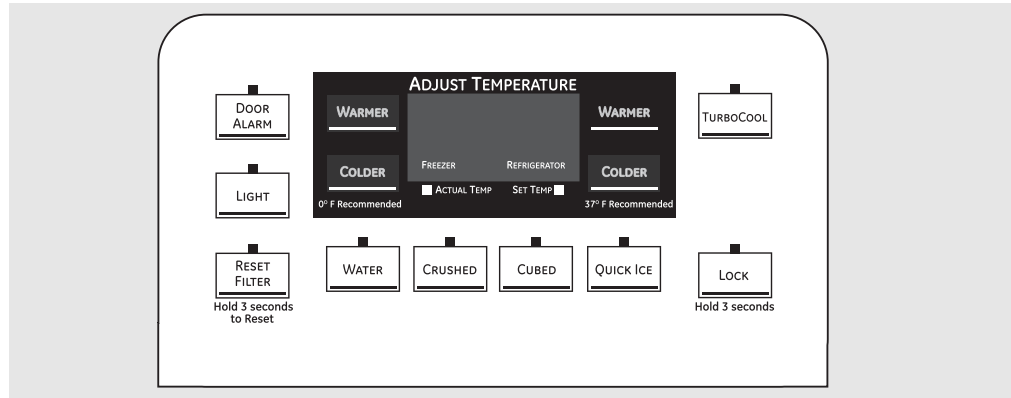 ADJUST TEMPERATURE
DOOR
ALARM
WARMER
WARMER
TURBOCOOL
FREEZER
REFRIGERATOR
COLDER
COLDER
ACTUAL TEMP
SET TEMP
0° F Recommended
37° F Recommended
LIGHT
RESET
FILTER
Hold 3 seconds
to Reset
WATER
CRUSHED
CUBED
QUICK ICE
LOCK
Hold 3 seconds